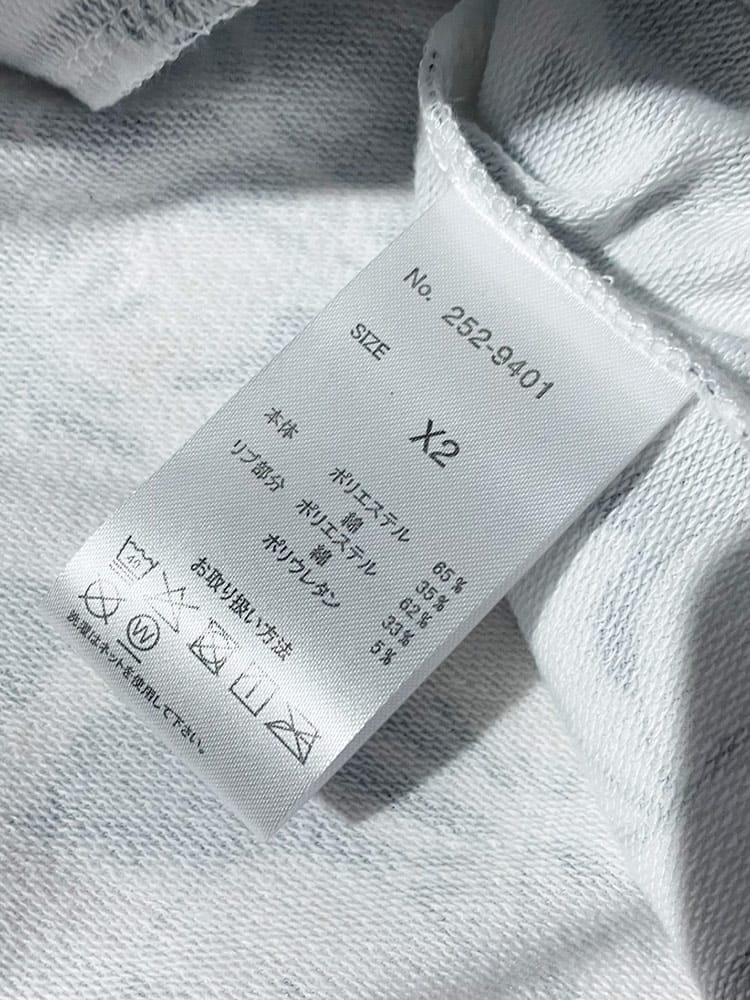 No. 252-9401
SIZE
X2
本体 ポリエステル 65%
綿 35%
リブ部分 ポリエステル 62%
綿 33%
ポリウレタン 5%
お取り扱い方法
40
W
洗濯はネットを使用して下さい。